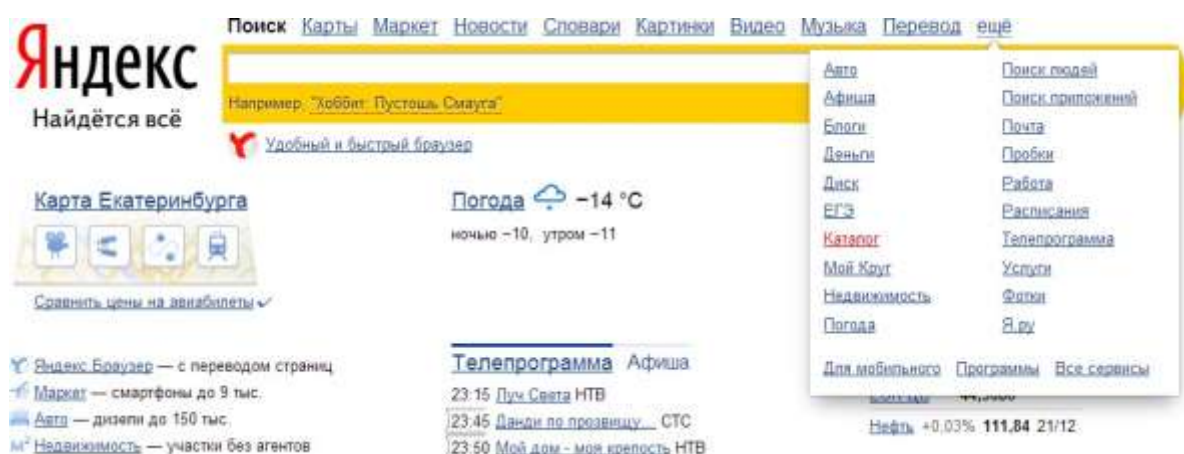 Яндекс
Найдётся всё
Поиск Карты Маркет Новости Словари Картинки Видео Музыка Перевод ещё
Например, "Хоббит: Пустошь Смауга"
Удобный и быстрый браузер
Карта Екатеринбурга
Сравнить цены на авиабилеты
Погода −14 °C
ночью −10, утром −11
Яндекс.Браузер — с переводом страниц
Маркет — смартфоны до 9 тыс.
Авто — дизели до 150 тыс.
М² Недвижимость — участки без агентов
Телепрограмма Афиша
23:15 Луч Света НТВ
23:45 Данди по прозвищу... СТС
23:50 Мой дом - моя крепость НТВ
Авто
Афиша
Блоги
Деньги
Диск
ЕГЭ
Каталог
Мой Круг
Недвижимость
Погода
Поиск людей
Поиск приложений
Почта
Пробки
Работа
Расписания
Телепрограмма
Услуги
Фотки
Я.ру
Для мобильного Программы Все сервисы
Нефть +0,03% 111,84 21/12